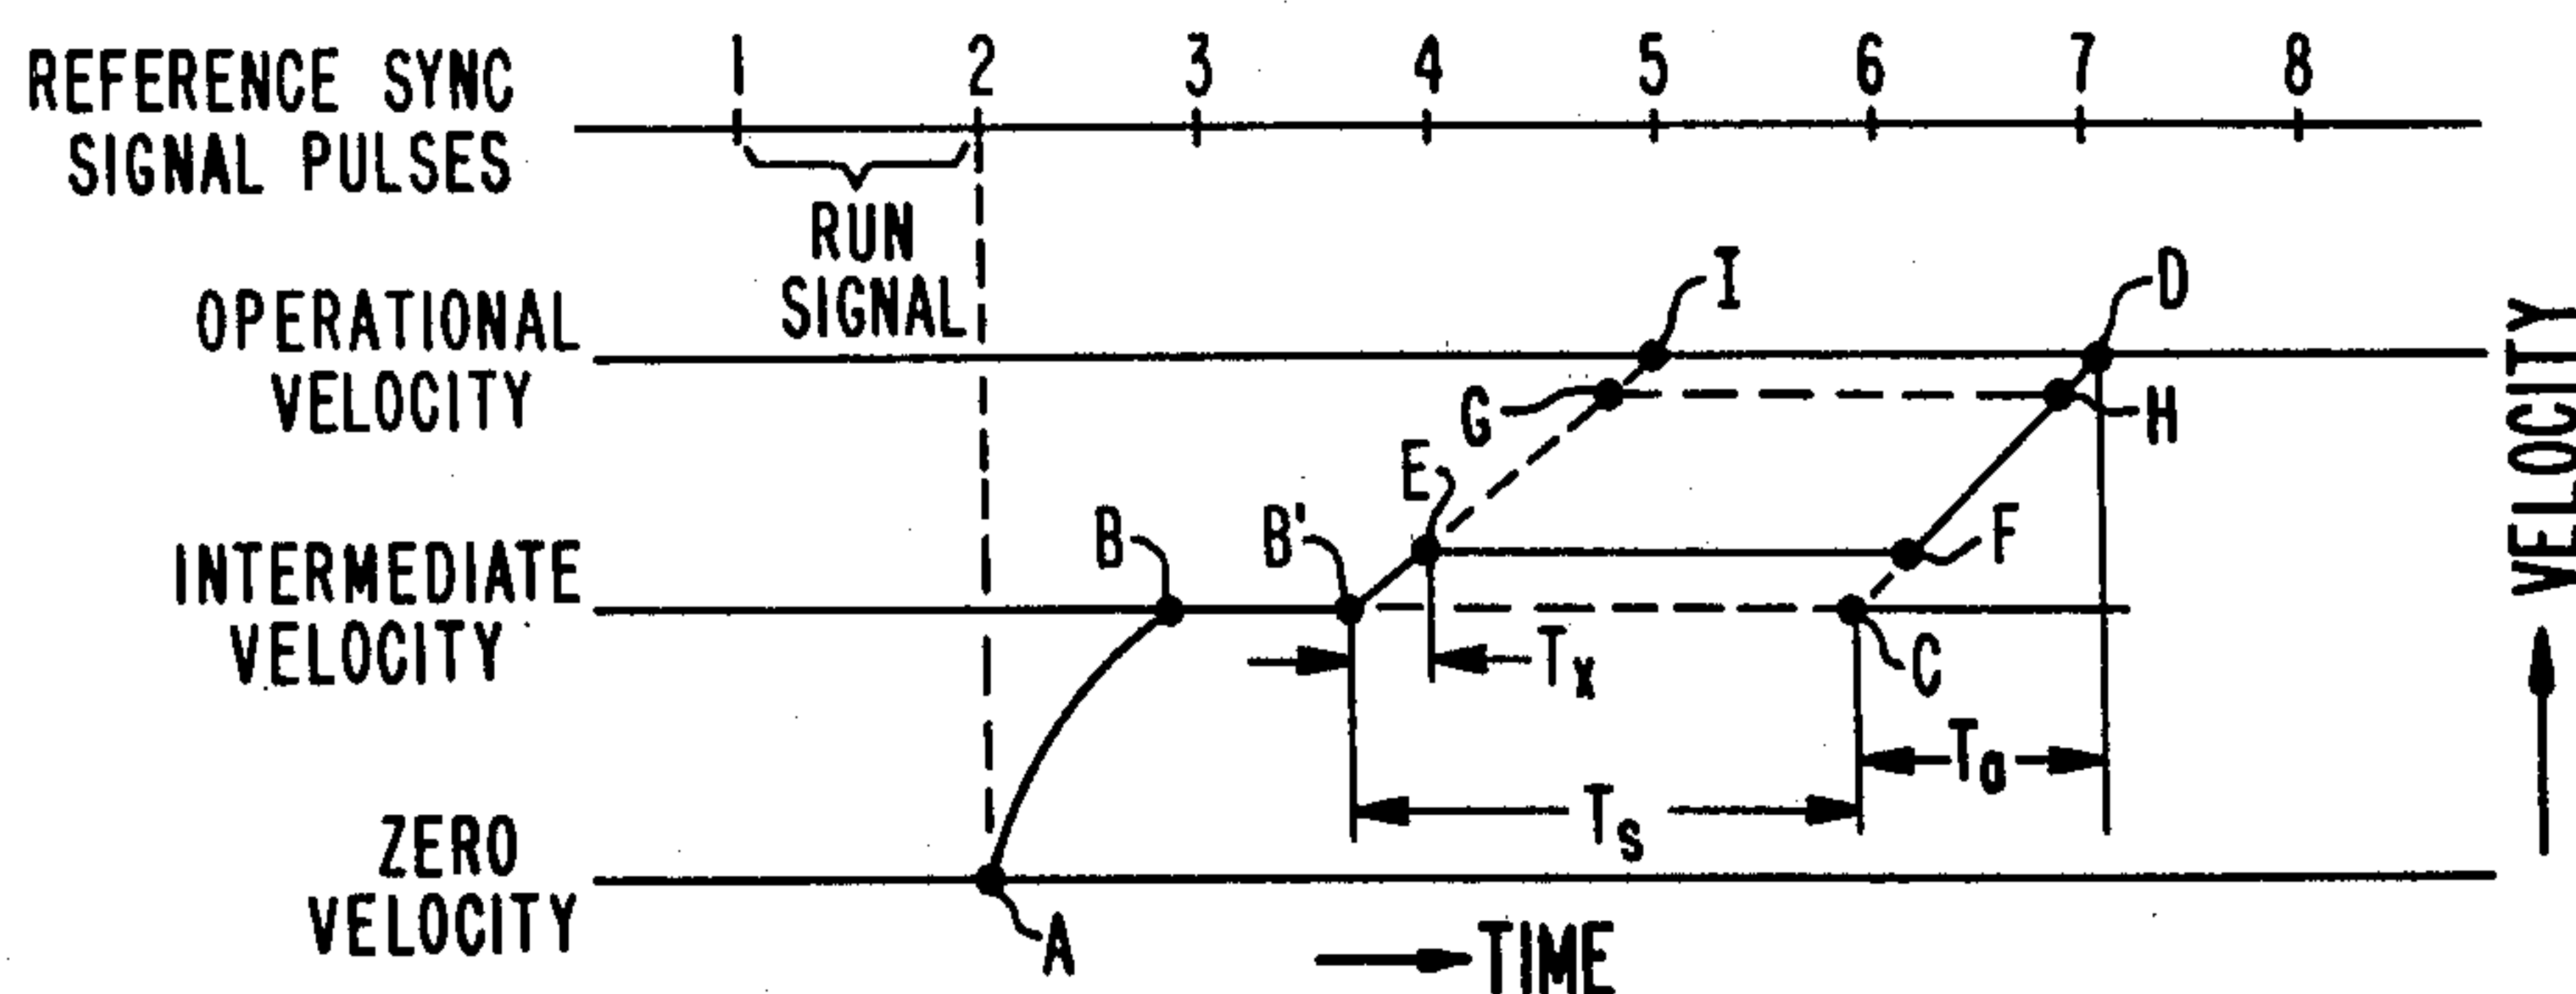 REFERENCE SYNC
SIGNAL PULSES
1 2 3 4 5 6 7 8
RUN
SIGNAL
OPERATIONAL
VELOCITY
I
D
G
H
E
INTERMEDIATE
VELOCITY
B
B'
F
C
Tx
Ta
Ts
ZERO
VELOCITY
A
TIME
VELOCITY